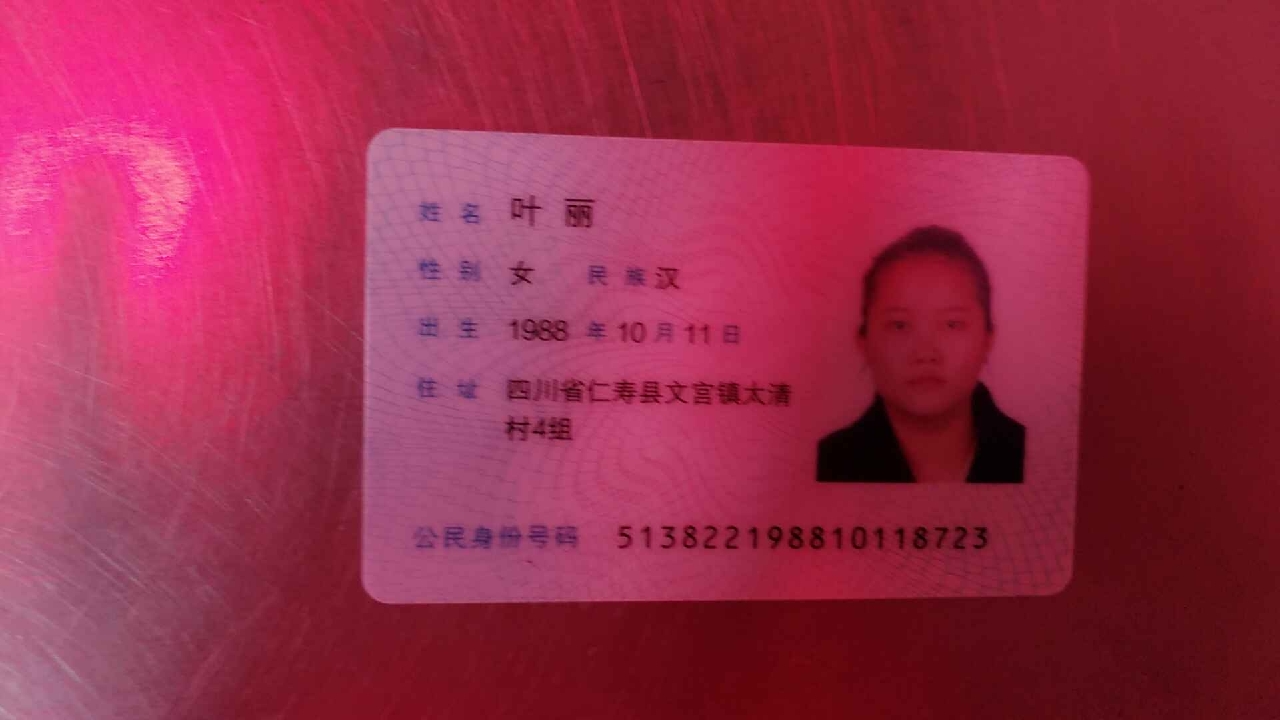 姓名 叶丽
性别 女 民族 汉
出生 1988 年 10 月 11 日
住址 四川省仁寿县文宫镇太清
村4组
公民身份号码 513822198810118723